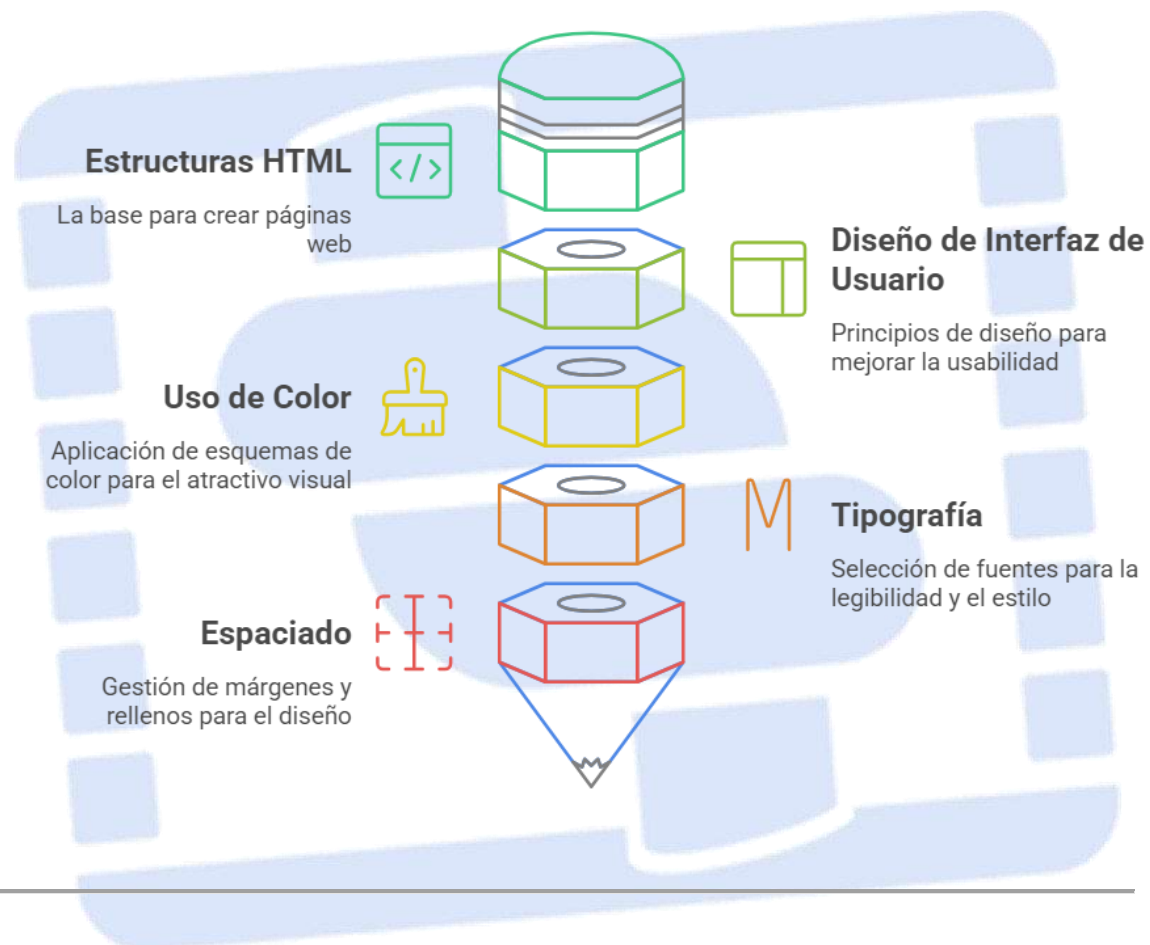 Estructuras HTML
La base para crear páginas
web
Diseño de Interfaz de
Usuario
Principios de diseño para
mejorar la usabilidad
Uso de Color
Aplicación de esquemas de
color para el atractivo visual
Tipografía
Selección de fuentes para la
legibilidad y el estilo
Espaciado
Gestión de márgenes y
rellenos para el diseño